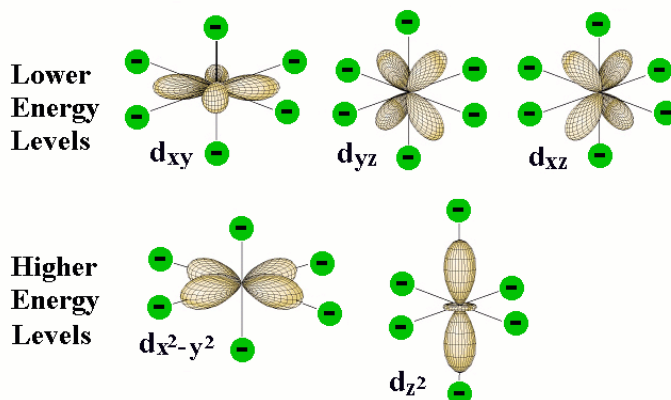 Lower
Energy
Levels
dxy
dyz
dxz
Higher
Energy
Levels
dx²-y²
dz²